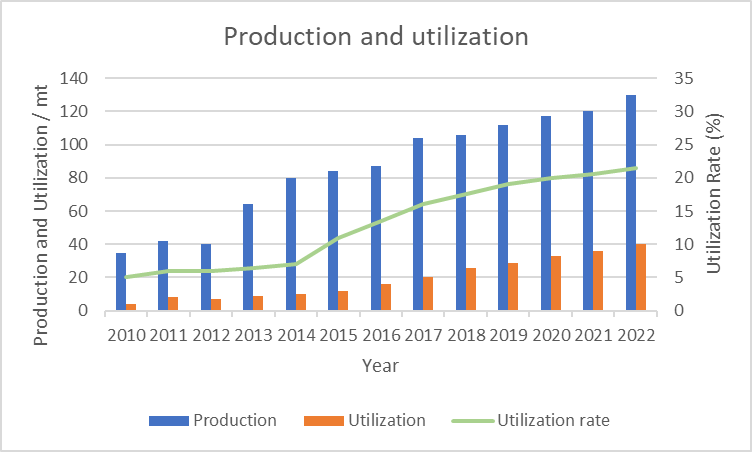 Production and utilization
Production and Utilization / mt
140
120
100
80
60
40
20
0
35
30
25
20
15
10
5
0
Utilization Rate (%)
2010 2011 2012 2013 2014 2015 2016 2017 2018 2019 2020 2021 2022
Year
Production Utilization Utilization rate